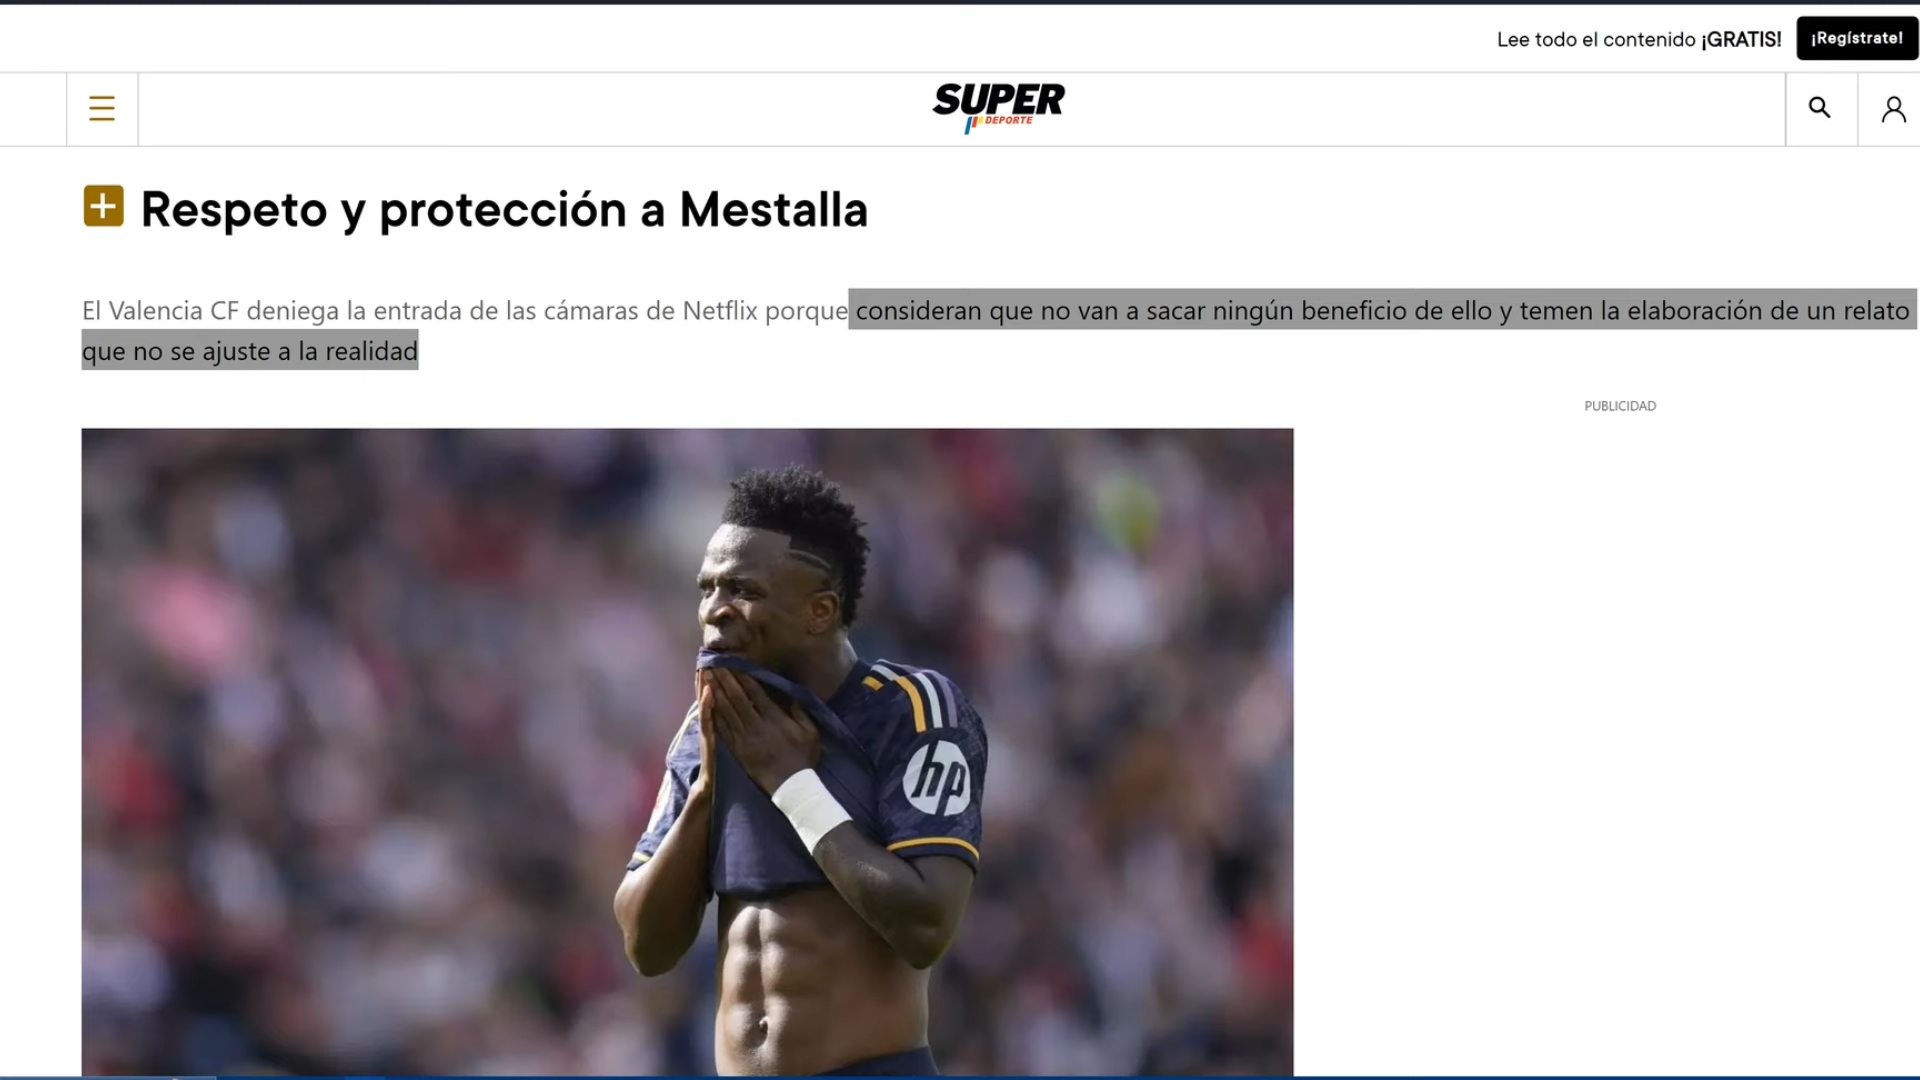 Lee todo el contenido ¡GRATIS!
¡Regístrate!
SUPER
DEPORTE
Respeto y protección a Mestalla
El Valencia CF deniega la entrada de las cámaras de Netflix porque consideran que no van a sacar ningún beneficio de ello y temen la elaboración de un relato
que no se ajuste a la realidad
PUBLICIDAD
hp